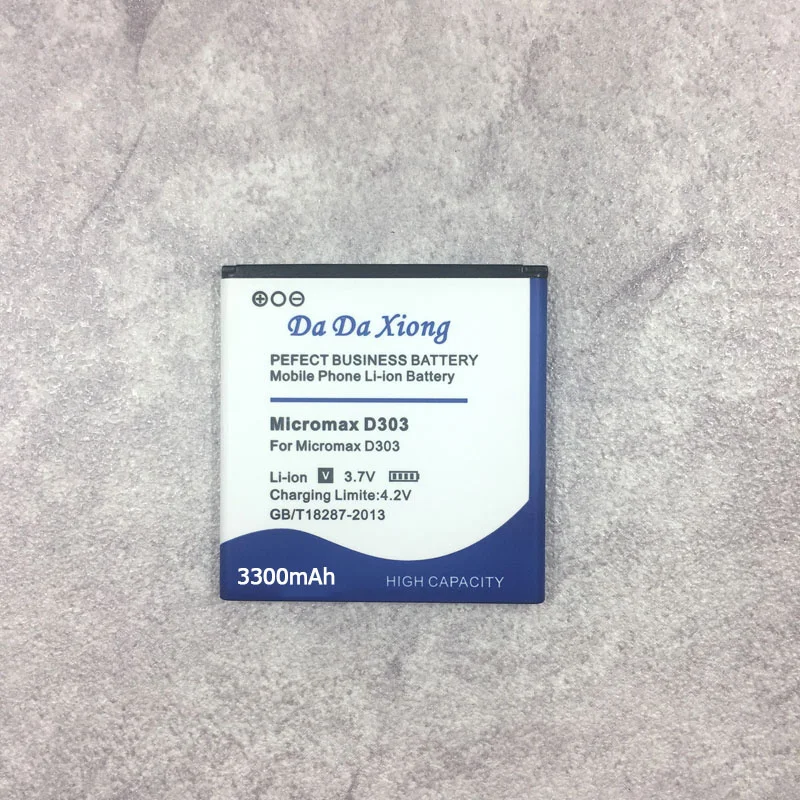 Da Da Xiong
PEFECT BUSINESS BATTERY
Mobile Phone Li-ion Battery
Micromax D303
For Micromax D303
Li-ion V 3.7V
Charging Limite:4.2V
GB/T18287-2013
3300mAh
HIGH CAPACITY